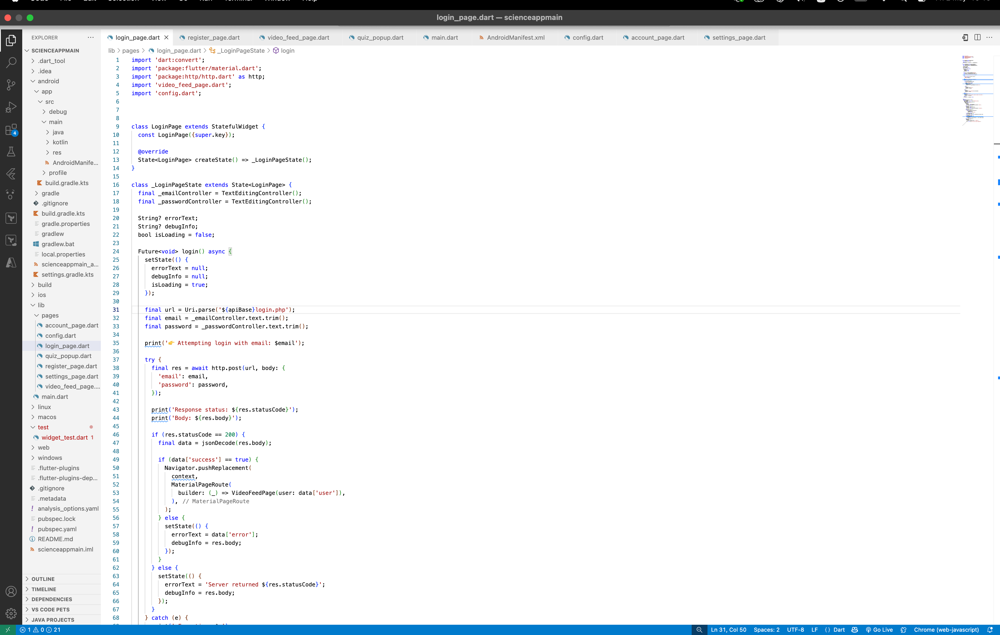 login_page.dart — scienceappmain
EXPLORER
SCIENCEAPPMAIN
.dart_tool
.idea
android
app
src
debug
main
java
kotlin
res
AndroidManife...
profile
build.gradle.kts
gradle
.gitignore
build.gradle.kts
gradle.properties
gradlew
gradlew.bat
local.properties
scienceappmain_a...
settings.gradle.kts
build
ios
lib
pages
account_page.dart
config.dart
login_page.dart
quiz_popup.dart
register_page.dart
settings_page.dart
video_feed_page....
main.dart
linux
macos
test
widget_test.dart 1
web
windows
.flutter-plugins
.flutter-plugins-dep...
.gitignore
.metadata
analysis_options.yaml
pubspec.lock
pubspec.yaml
README.md
scienceappmain.iml
OUTLINE
TIMELINE
DEPENDENCIES
VS CODE PETS
JAVA PROJECTS
4
login_page.dart register_page.dart video_feed_page.dart quiz_popup.dart main.dart AndroidManifest.xml config.dart account_page.dart settings_page.dart
lib > pages > login_page.dart > _LoginPageState > login
1 import 'dart:convert';
2 import 'package:flutter/material.dart';
3 import 'package:http/http.dart' as http;
4 import 'video_feed_page.dart';
5 import 'config.dart';
6
7
8
9 class LoginPage extends StatefulWidget {
10 const LoginPage({super.key});
11
12 @override
13 State<LoginPage> createState() => _LoginPageState();
14 }
15
16 class _LoginPageState extends State<LoginPage> {
17 final _emailController = TextEditingController();
18 final _passwordController = TextEditingController();
19
20 String? errorText;
21 String? debugInfo;
22 bool isLoading = false;
23
24 Future<void> login() async {
25 setState(() {
26 errorText = null;
27 debugInfo = null;
28 isLoading = true;
29 });
30
31 final url = Uri.parse('${apiBase}login.php');
32 final email = _emailController.text.trim();
33 final password = _passwordController.text.trim();
34
35 print('👉 Attempting login with email: $email');
36
37 try {
38 final res = await http.post(url, body: {
39 'email': email,
40 'password': password,
41 });
42
43 print('Response status: ${res.statusCode}');
44 print('Body: ${res.body}');
45
46 if (res.statusCode == 200) {
47 final data = jsonDecode(res.body);
48
49 if (data['success'] == true) {
50 Navigator.pushReplacement(
51 context,
52 MaterialPageRoute(
53 builder: (_) => VideoFeedPage(user: data['user']),
54 ), // MaterialPageRoute
55 );
56 } else {
57 setState(() {
58 errorText = data['error'];
59 debugInfo = res.body;
60 });
61 }
62 } else {
63 setState(() {
64 errorText = 'Server returned ${res.statusCode}';
65 debugInfo = res.body;
66 });
67 }
68 } catch (e) {
1 0 21
Ln 31, Col 50 Spaces: 2 UTF-8 LF {} Dart Go Live Chrome (web-javascript)